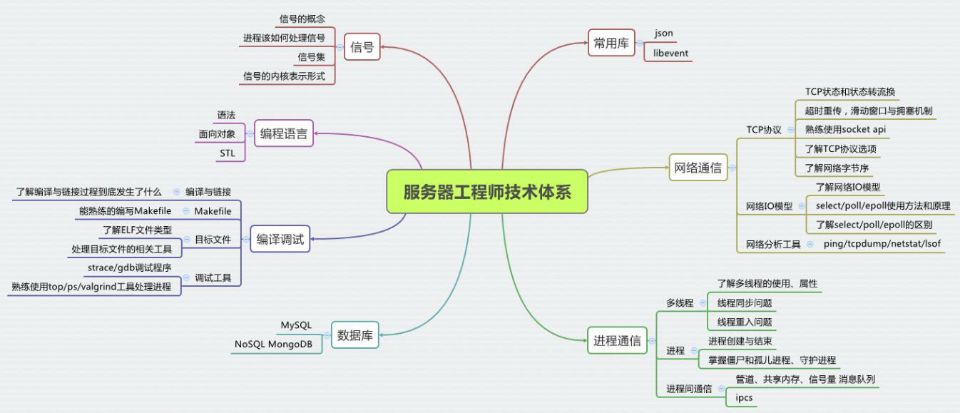 服务器工程师技术体系
信号
信号的概念
进程该如何处理信号
信号集
信号的内核表示形式
编程语言
语法
面向对象
STL
编译调试
编译与链接
了解编译与链接过程到底发生了什么
Makefile
能熟练的编写Makefile
目标文件
了解ELF文件类型
处理目标文件的相关工具
调试工具
strace/gdb调试程序
熟练使用top/ps/valgrind工具处理进程
数据库
MySQL
NoSQL MongoDB
常用库
json
libevent
网络通信
TCP协议
TCP状态和状态转流换
超时重传，滑动窗口与拥塞机制
熟练使用socket api
了解TCP协议选项
了解网络字节序
网络IO模型
了解网络IO模型
select/poll/epoll使用方法和原理
了解select/poll/epoll的区别
网络分析工具
ping/tcpdump/netstat/lsof
进程通信
多线程
了解多线程的使用、属性
线程同步问题
线程重入问题
进程
进程创建与结束
掌握僵尸和孤儿进程、守护进程
进程间通信
管道、共享内存、信号量 消息队列
ipcs